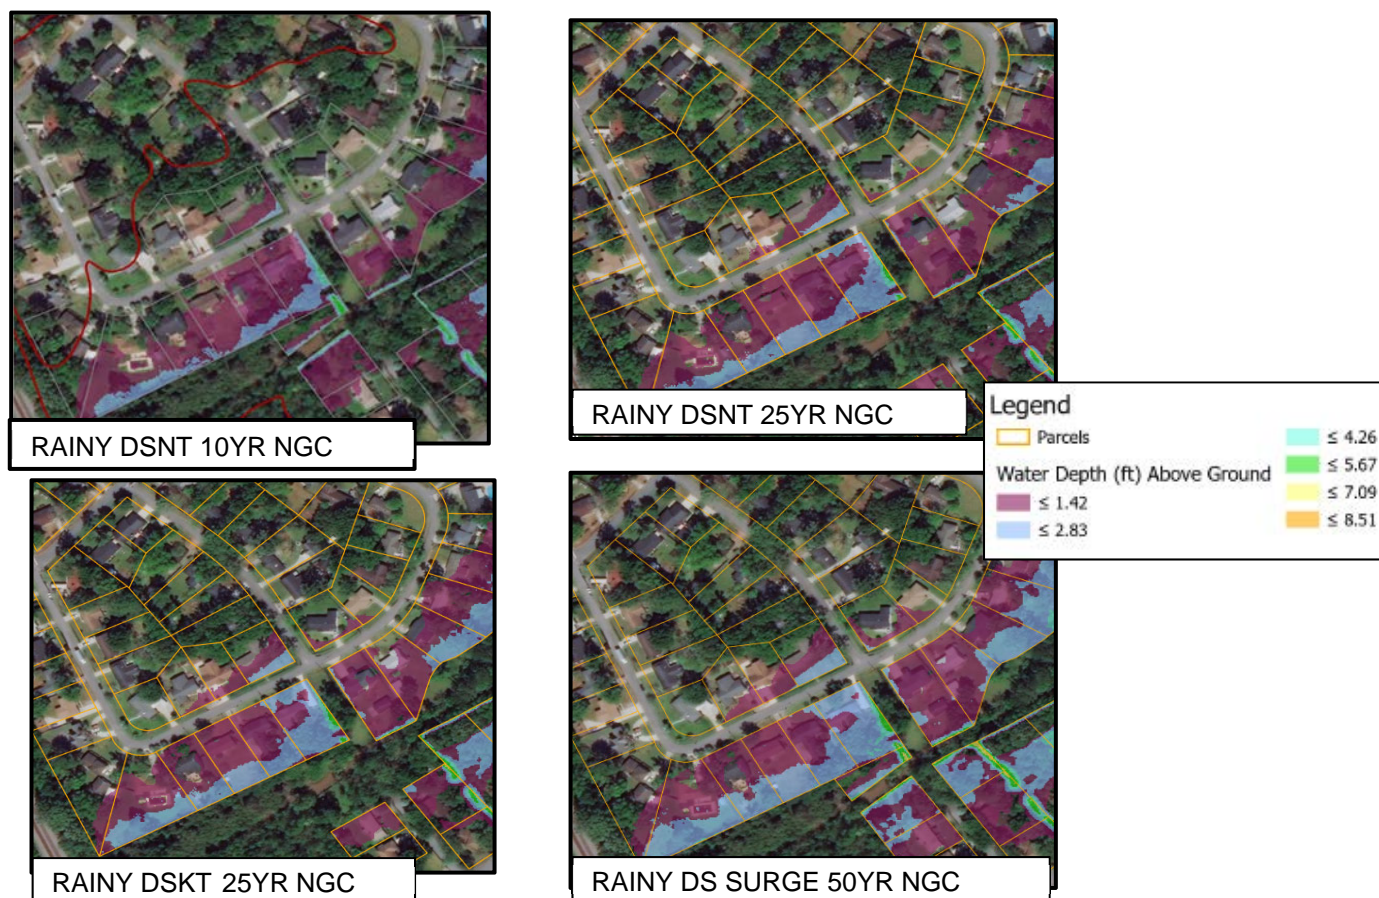 RAINY DSNT 10YR NGC
RAINY DSNT 25YR NGC
Legend
Parcels
Water Depth (ft) Above Ground
≤ 1.42
≤ 2.83
≤ 4.26
≤ 5.67
≤ 7.09
≤ 8.51
RAINY DSKT 25YR NGC
RAINY DS SURGE 50YR NGC